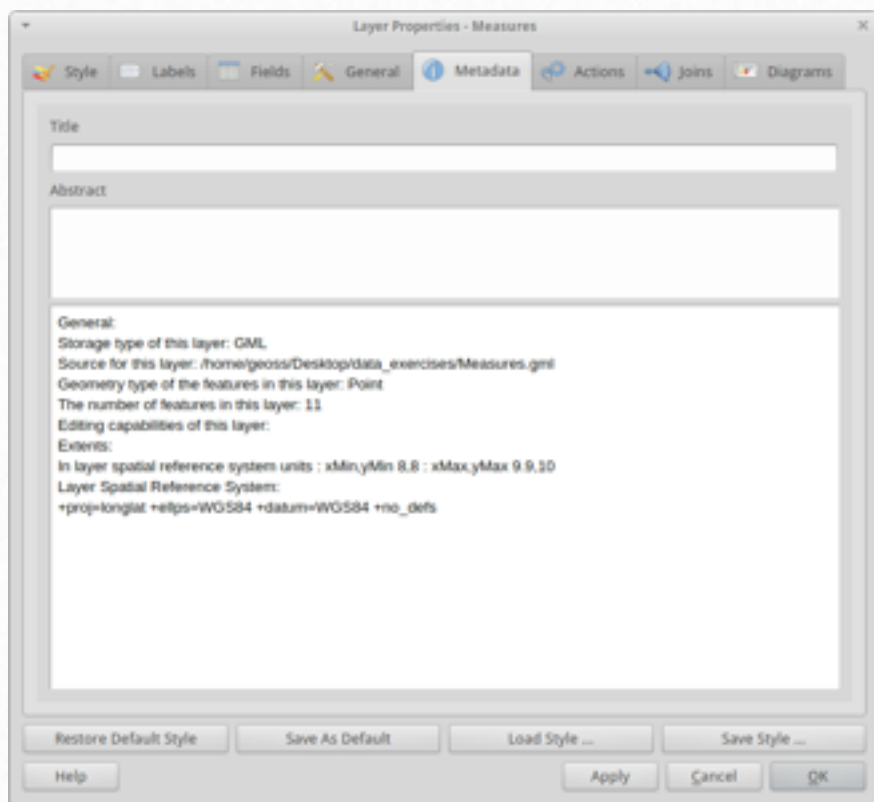 Layer Properties - Measures
Style Labels Fields General Metadata Actions Joins Diagrams
Title
Abstract
General:
Storage type of this layer: GML
Source for this layer: /home/geoss/Desktop/data_exercises/Measures.gml
Geometry type of the features in this layer: Point
The number of features in this layer: 11
Editing capabilities of this layer:
Extents:
In layer spatial reference system units : xMin,yMin 8,8 : xMax,yMax 9.9,10
Layer Spatial Reference System:
+proj=longlat +ellps=WGS84 +datum=WGS84 +no_defs
Restore Default Style Save As Default Load Style ... Save Style ...
Help Apply Cancel OK